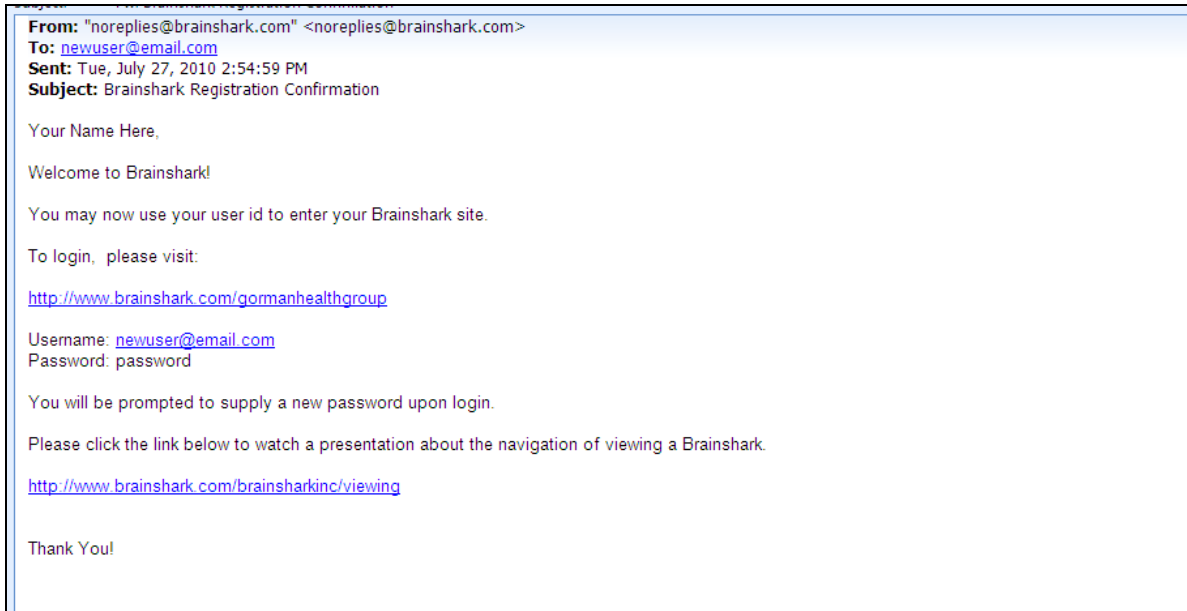 From: "noreplies@brainshark.com" <noreplies@brainshark.com>
To: newuser@email.com
Sent: Tue, July 27, 2010 2:54:59 PM
Subject: Brainshark Registration Confirmation
Your Name Here,
Welcome to Brainshark!
You may now use your user id to enter your Brainshark site.
To login,  please visit:
http://www.brainshark.com/gormanhealthgroup
Username: newuser@email.com
Password: password
You will be prompted to supply a new password upon login.
Please click the link below to watch a presentation about the navigation of viewing a Brainshark.
http://www.brainshark.com/brainsharkinc/viewing
Thank You!